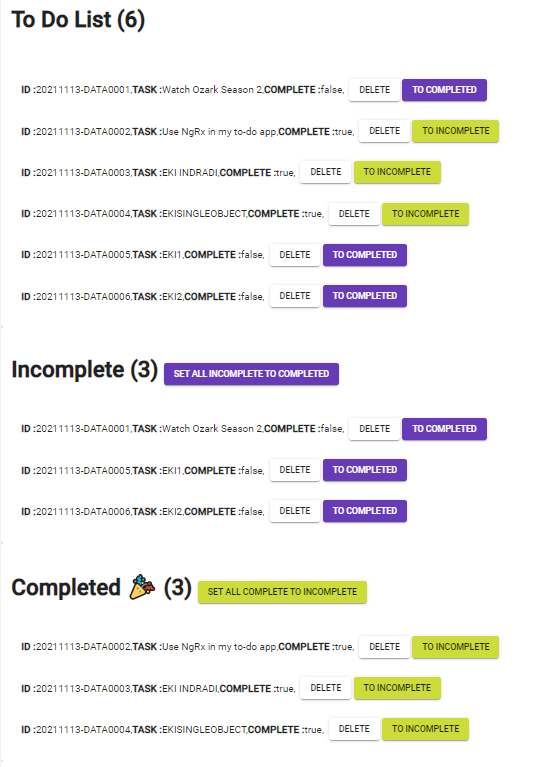 To Do List (6)
ID :20211113-DATA0001,TASK :Watch Ozark Season 2,COMPLETE :false, DELETE TO COMPLETED
ID :20211113-DATA0002,TASK :Use NgRx in my to-do app,COMPLETE :true, DELETE TO INCOMPLETE
ID :20211113-DATA0003,TASK :EKI INDRADI,COMPLETE :true, DELETE TO INCOMPLETE
ID :20211113-DATA0004,TASK :EKISINGLEOBJECT,COMPLETE :true, DELETE TO INCOMPLETE
ID :20211113-DATA0005,TASK :EKI1,COMPLETE :false, DELETE TO COMPLETED
ID :20211113-DATA0006,TASK :EKI2,COMPLETE :false, DELETE TO COMPLETED
Incomplete (3) SET ALL INCOMPLETE TO COMPLETED
ID :20211113-DATA0001,TASK :Watch Ozark Season 2,COMPLETE :false, DELETE TO COMPLETED
ID :20211113-DATA0005,TASK :EKI1,COMPLETE :false, DELETE TO COMPLETED
ID :20211113-DATA0006,TASK :EKI2,COMPLETE :false, DELETE TO COMPLETED
Completed 🎉 (3) SET ALL COMPLETE TO INCOMPLETE
ID :20211113-DATA0002,TASK :Use NgRx in my to-do app,COMPLETE :true, DELETE TO INCOMPLETE
ID :20211113-DATA0003,TASK :EKI INDRADI,COMPLETE :true, DELETE TO INCOMPLETE
ID :20211113-DATA0004,TASK :EKISINGLEOBJECT,COMPLETE :true, DELETE TO INCOMPLETE